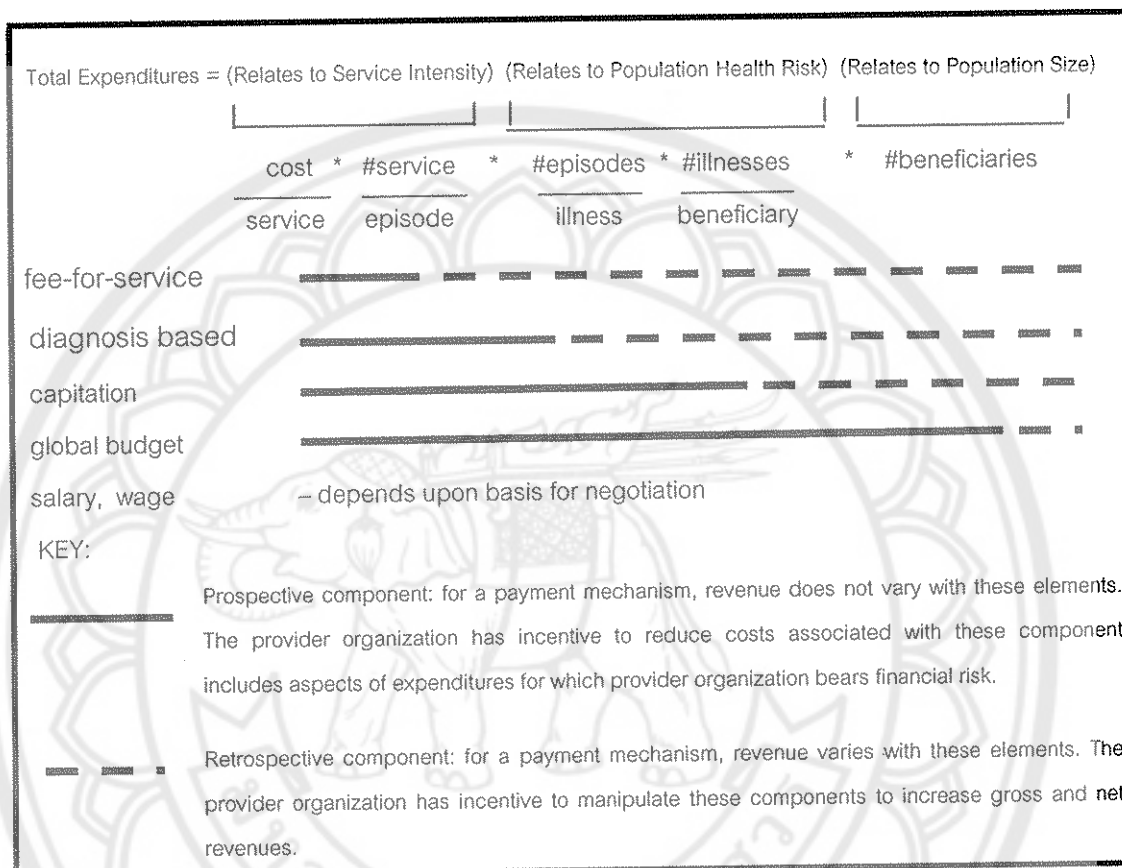 Total Expenditures = (Relates to Service Intensity) (Relates to Population Health Risk) (Relates to Population Size)
cost * #service * #episodes * #illnesses * #beneficiaries
service episode illness beneficiary
fee-for-service
diagnosis based
capitation
global budget
salary, wage – depends upon basis for negotiation
KEY:
Prospective component: for a payment mechanism, revenue does not vary with these elements.
The provider organization has incentive to reduce costs associated with these component
includes aspects of expenditures for which provider organization bears financial risk.
Retrospective component: for a payment mechanism, revenue varies with these elements. The
provider organization has incentive to manipulate these components to increase gross and net
revenues.